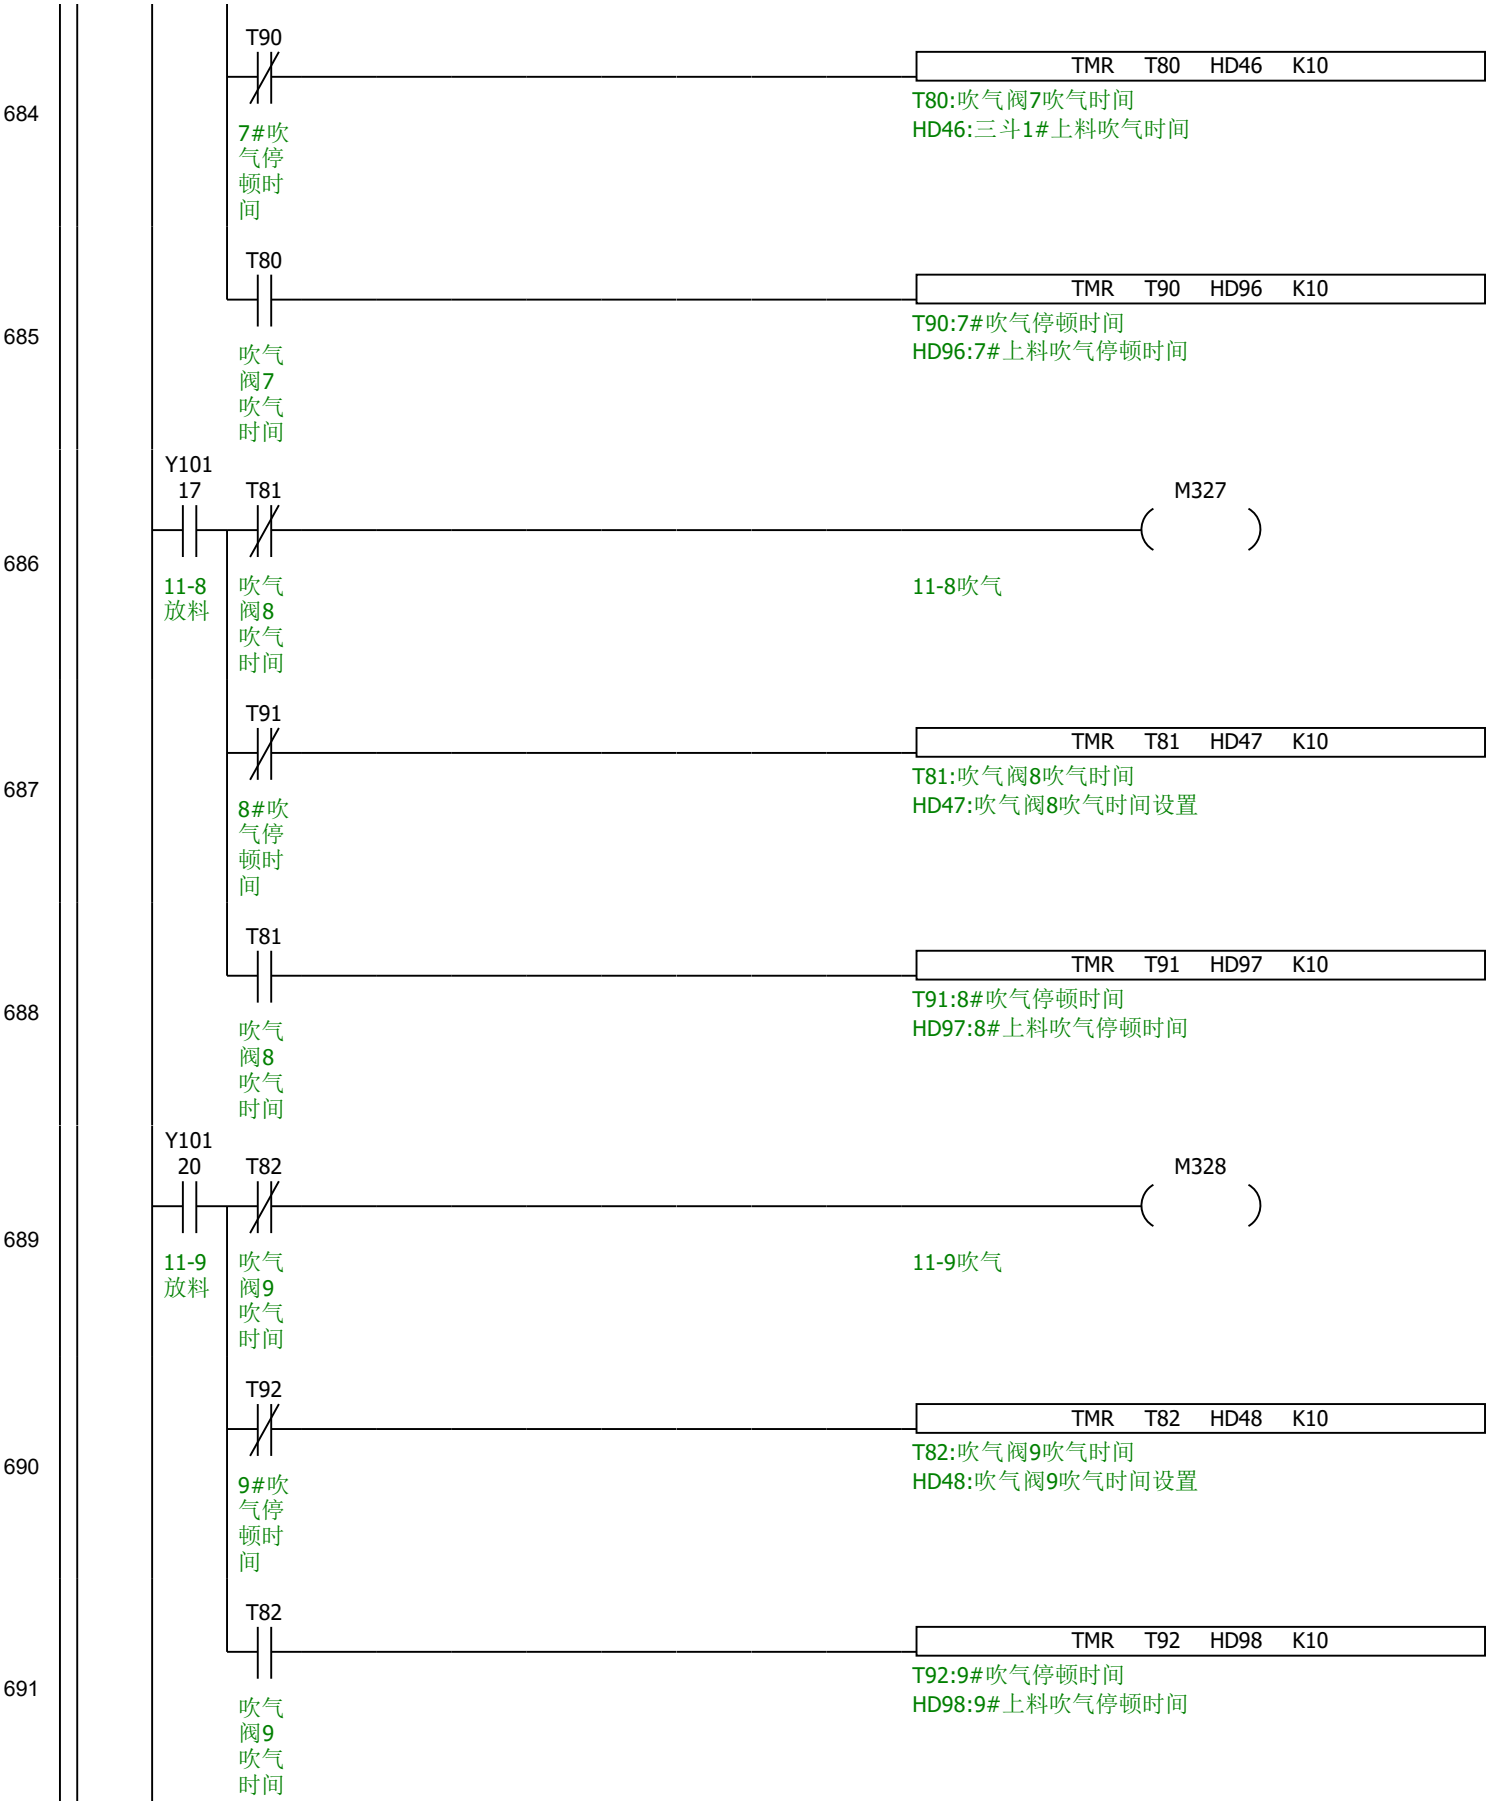 T90
TMR T80 HD46 K10
684
T80:吹气阀7吹气时间
HD46:三斗1#上料吹气时间
7#吹
气停
顿时
间
T80
TMR T90 HD96 K10
685
T90:7#吹气停顿时间
HD96:7#上料吹气停顿时间
吹气
阀7
吹气
时间
Y101
17
T81
M327
686
11-8
放料
吹气
阀8
吹气
时间
11-8吹气
T91
TMR T81 HD47 K10
687
T81:吹气阀8吹气时间
HD47:吹气阀8吹气时间设置
8#吹
气停
顿时
间
T81
TMR T91 HD97 K10
688
T91:8#吹气停顿时间
HD97:8#上料吹气停顿时间
吹气
阀8
吹气
时间
Y101
20
T82
M328
689
11-9
放料
吹气
阀9
吹气
时间
11-9吹气
T92
TMR T82 HD48 K10
690
T82:吹气阀9吹气时间
HD48:吹气阀9吹气时间设置
9#吹
气停
顿时
间
T82
TMR T92 HD98 K10
691
T92:9#吹气停顿时间
HD98:9#上料吹气停顿时间
吹气
阀9
吹气
时间